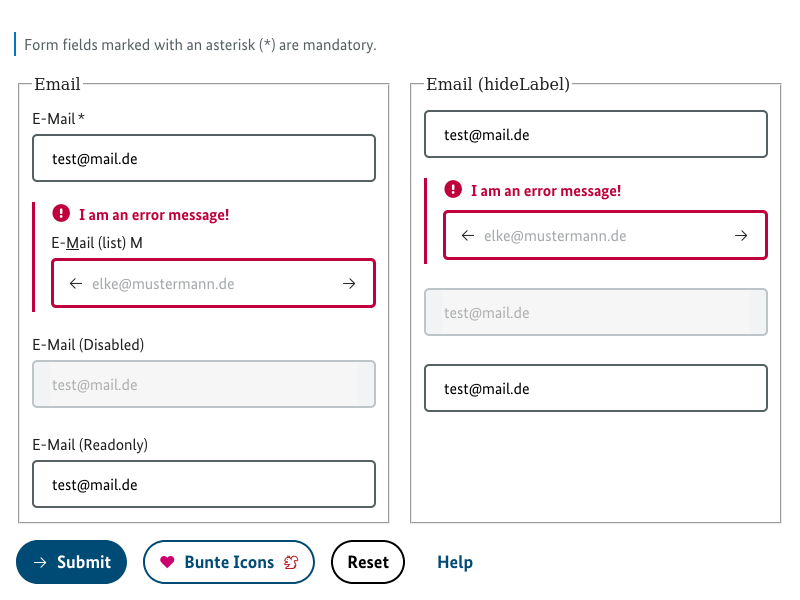 Form fields marked with an asterisk (*) are mandatory.
Email
E-Mail *
test@mail.de
I am an error message!
E-Mail (list) M
elke@mustermann.de
E-Mail (Disabled)
test@mail.de
E-Mail (Readonly)
test@mail.de
Email (hideLabel)
test@mail.de
I am an error message!
elke@mustermann.de
test@mail.de
test@mail.de
Submit
Bunte Icons
Reset
Help